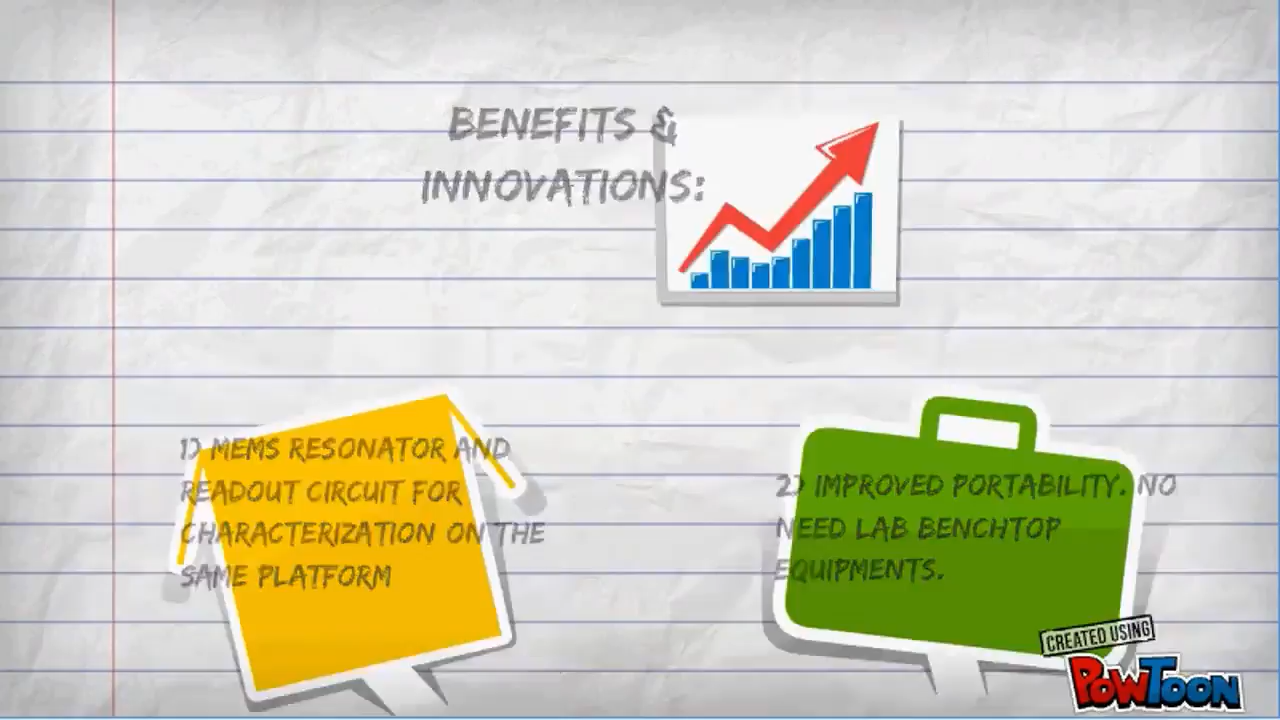 BENEFITS &
INNOVATIONS:
1) MEMS RESONATOR AND
READOUT CIRCUIT FOR
CHARACTERIZATION ON THE
SAME PLATFORM
2) IMPROVED PORTABILITY. NO
NEED LAB BENCHTOP
EQUIPMENTS.
CREATED USING
POWTOON